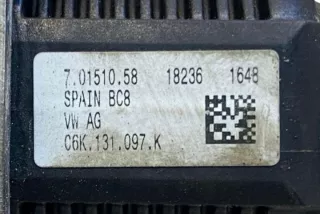 7.01510.58 18236 1648
SPAIN BC8
VW AG
C6K.131.097.K